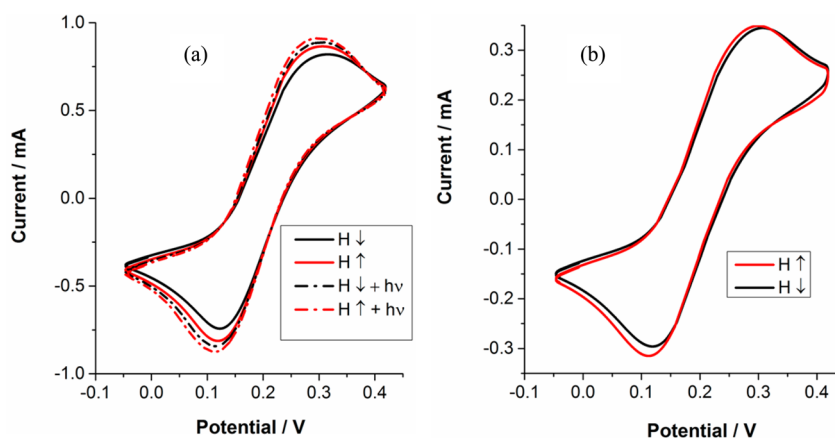 (a)
Current / mA
1.0
0.5
0.0
-0.5
-1.0
-0.1 0.0 0.1 0.2 0.3 0.4
Potential / V
H ↓
H ↑
H ↓ + hν
H ↑ + hν
(b)
Current / mA
0.3
0.2
0.1
0.0
-0.1
-0.2
-0.3
-0.1 0.0 0.1 0.2 0.3 0.4
Potential / V
H ↑
H ↓